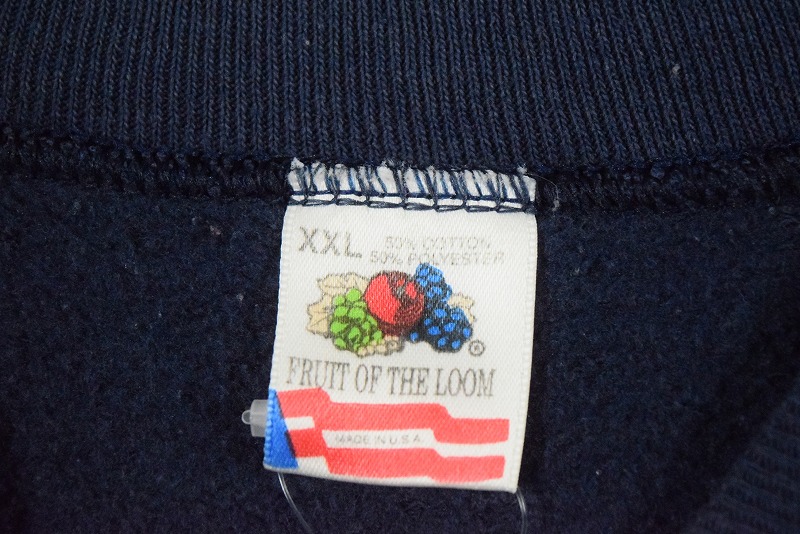 XXL
50% COTTON
50% POLYESTER
®
FRUIT OF THE LOOM
MADE IN U.S.A.